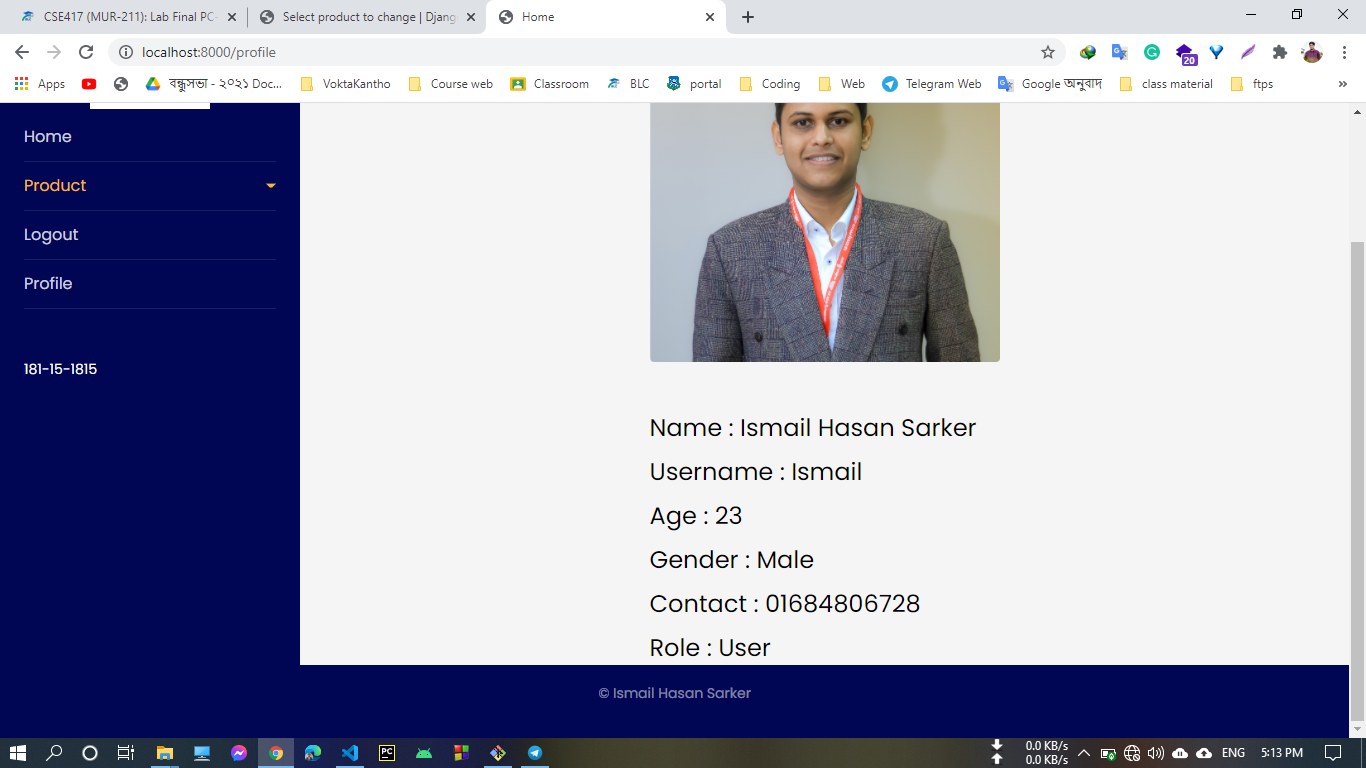 CSE417 (MUR-211): Lab Final PC-
Select product to change | Djang
Home
localhost:8000/profile
20
Apps
বন্ধুসভা - ২০২১ Doc...
VoktaKantho
Course web
Classroom
BLC
portal
Coding
Web
Telegram Web
Google অনুবাদ
class material
ftps
»
Home
Product
Logout
Profile
181-15-1815
Name : Ismail Hasan Sarker
Username : Ismail
Age : 23
Gender : Male
Contact : 01684806728
Role : User
© Ismail Hasan Sarker
PC
0.0 KB/s
0.0 KB/s
ENG
5:13 PM